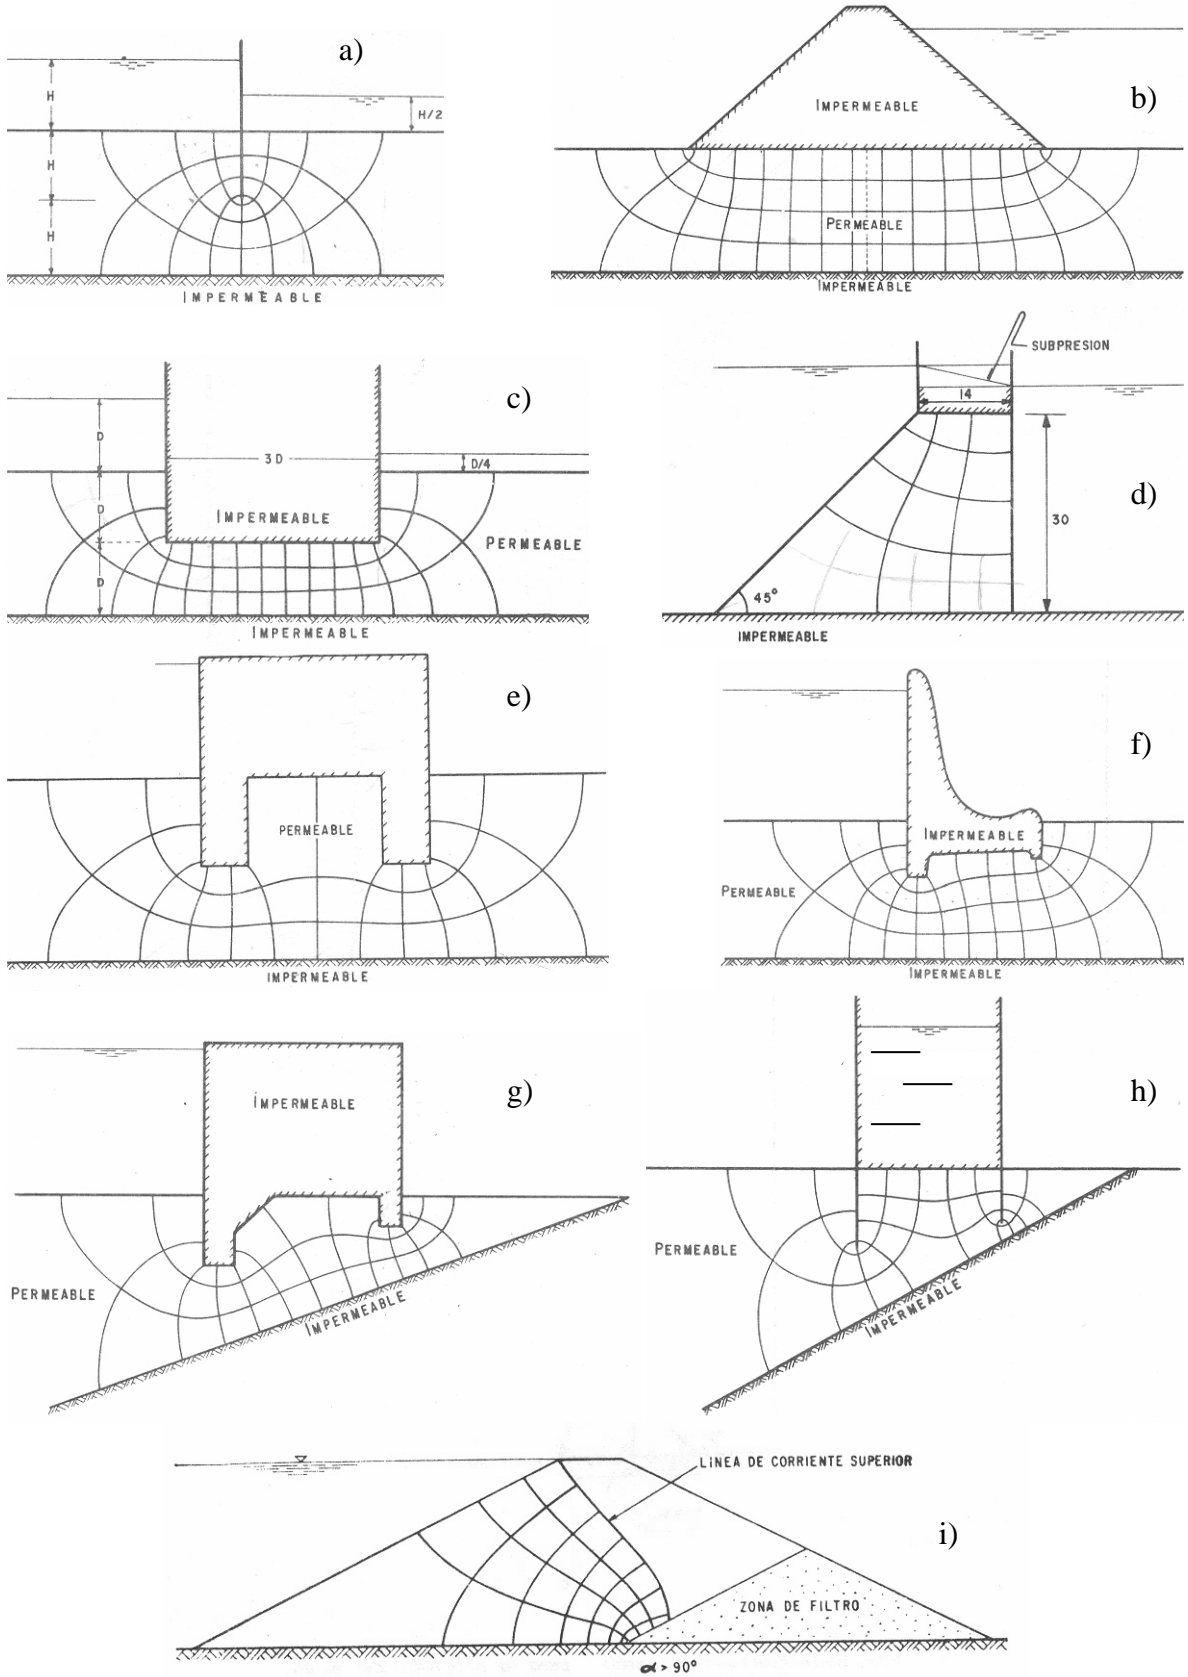 a)
H
H/2
H
H
IMPERMEABLE
b)
IMPERMEABLE
PERMEABLE
IMPERMEABLE
c)
D
3D
D/4
D
IMPERMEABLE
PERMEABLE
D
IMPERMEABLE
SUBPRESION
14
d)
30
45°
IMPERMEABLE
e)
PERMEABLE
IMPERMEABLE
f)
IMPERMEABLE
PERMEABLE
IMPERMEABLE
g)
IMPERMEABLE
PERMEABLE
IMPERMEABLE
h)
PERMEABLE
IMPERMEABLE
LINEA DE CORRIENTE SUPERIOR
i)
ZONA DE FILTRO
α > 90°